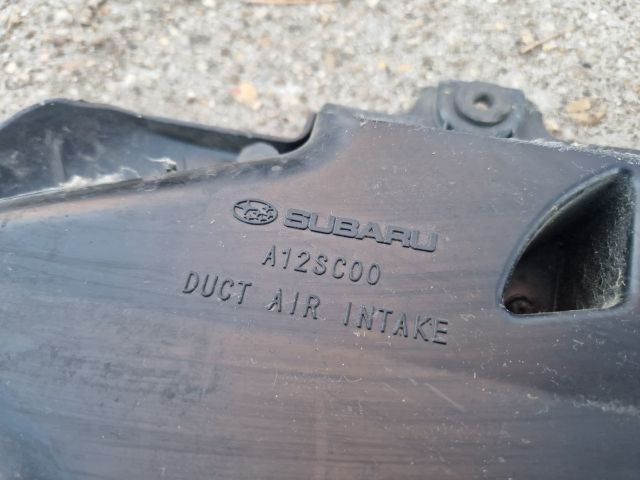 SUBARU
A12SC00
DUCT AIR INTAKE